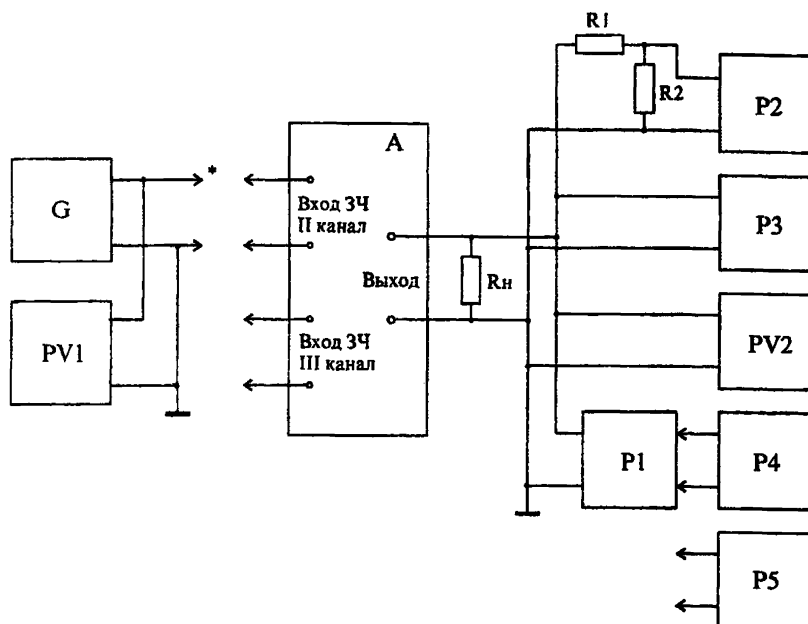 R1
R2
P2
A
*
G
Вход ЗЧ
II канал
P3
Выход
Rн
PV1
Вход ЗЧ
III канал
PV2
P1
P4
P5